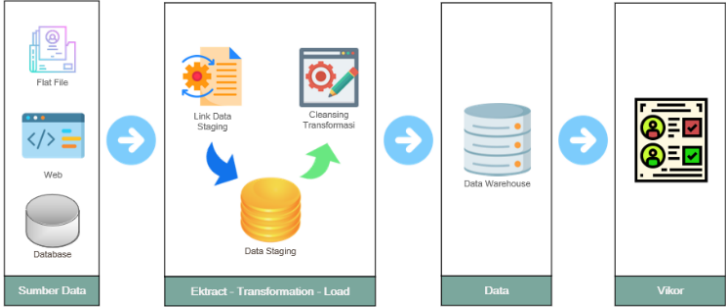 Flat File
Web
Database
Sumber Data
Link Data
Staging
Cleansing
Transformasi
Data Staging
Ektract - Transformation - Load
Data Warehouse
Data
Vikor